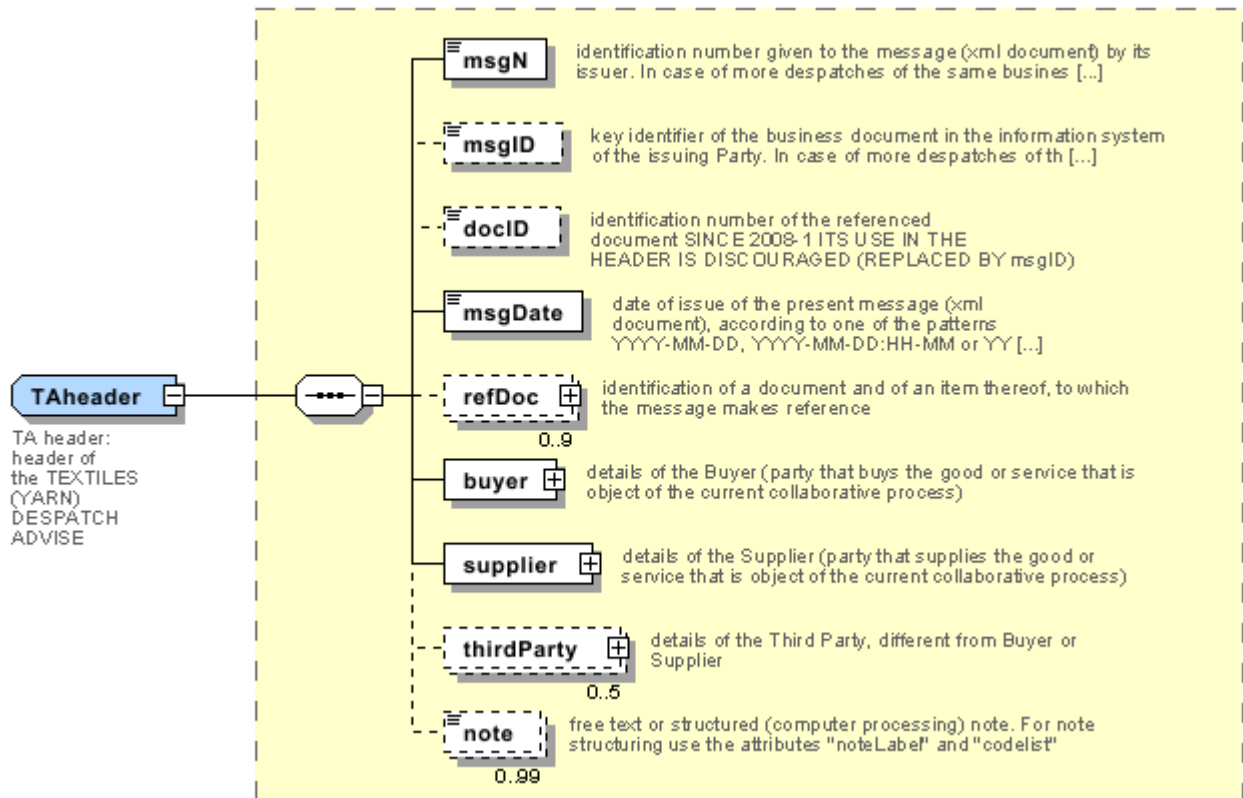 msgN
identification number given to the message (xml document) by its
issuer. In case of more despatches of the same busines [...]
msgID
key identifier of the business document in the information system
of the issuing Party. In case of more despatches of th [...]
docID
identification number of the referenced
document SINCE 2008-1 ITS USE IN THE
HEADER IS DISCOURAGED (REPLACED BY msgID)
msgDate
date of issue of the present message (xml
document), according to one of the patterns
YYYY-MM-DD, YYYY-MM-DD:HH-MM or YY [...]
TAheader
TA header:
header of
the TEXTILES
(YARN)
DESPATCH
ADVISE
refDoc
identification of a document and of an item thereof, to which
the message makes reference
0..9
buyer
details of the Buyer (party that buys the good or service that is
object of the current collaborative process)
supplier
details of the Supplier (party that supplies the good or
service that is object of the current collaborative process)
thirdParty
details of the Third Party, different from Buyer or
Supplier
0..5
note
free text or structured (computer processing) note. For note
structuring use the attributes "noteLabel" and "codelist"
0..99